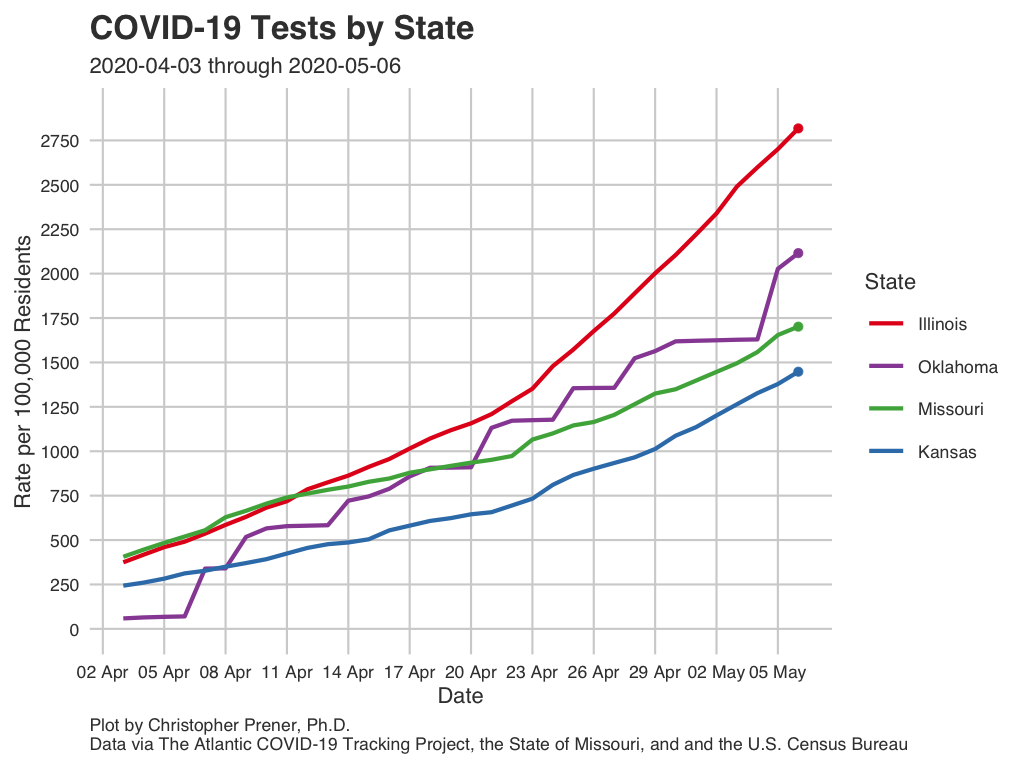 COVID-19 Tests by State
2020-04-03 through 2020-05-06
Rate per 100,000 Residents
2750
2500
2250
2000
1750
1500
1250
1000
750
500
250
0
02 Apr 05 Apr 08 Apr 11 Apr 14 Apr 17 Apr 20 Apr 23 Apr 26 Apr 29 Apr 02 May 05 May
Date
State
Illinois
Oklahoma
Missouri
Kansas
Plot by Christopher Prener, Ph.D.
Data via The Atlantic COVID-19 Tracking Project, the State of Missouri, and and the U.S. Census Bureau